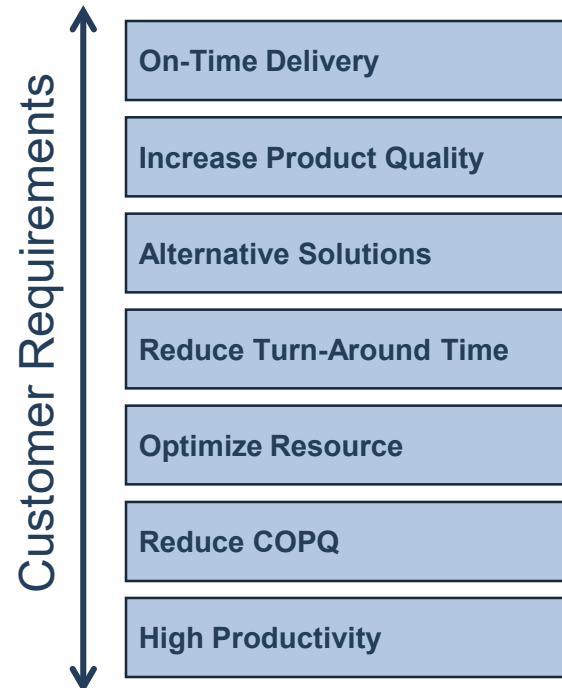 Customer Requirements
On-Time Delivery
Increase Product Quality
Alternative Solutions
Reduce Turn-Around Time
Optimize Resource
Reduce COPQ
High Productivity